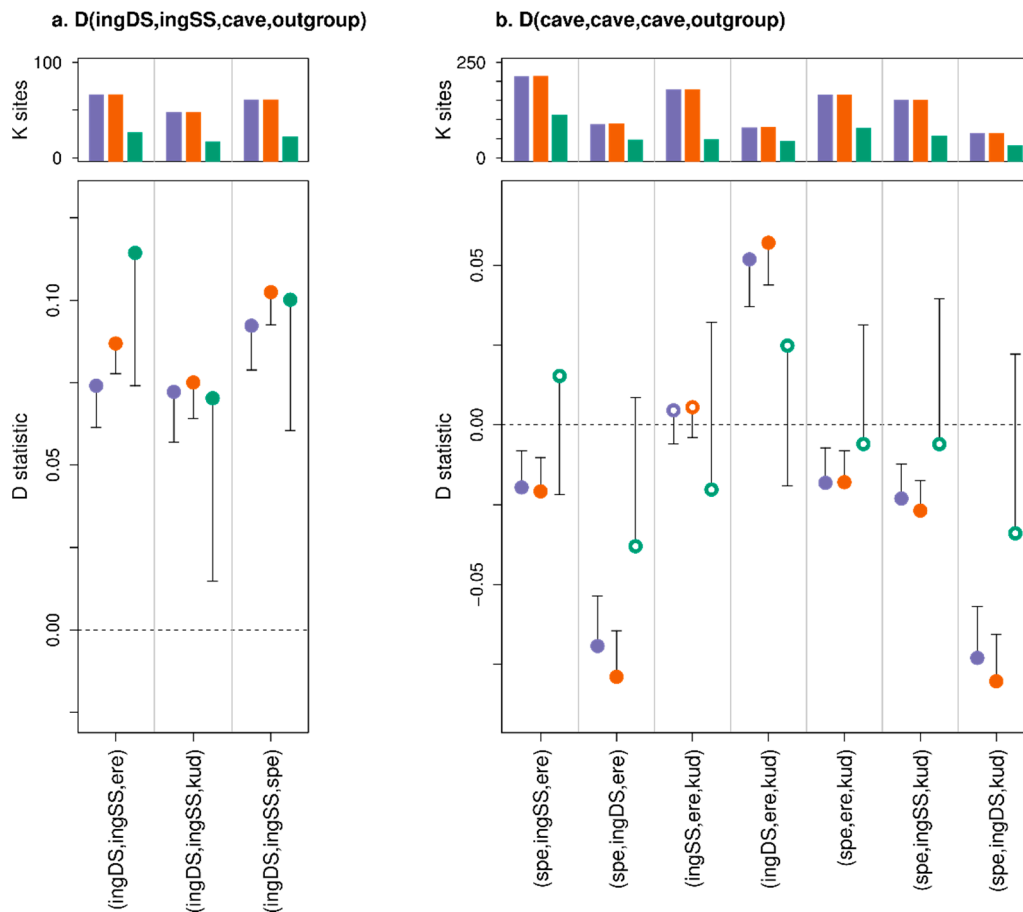 a. D(ingDS,ingSS,cave,outgroup)
K sites
100
0
D statistic
0.10
0.05
0.00
(ingDS,ingSS,ere)
(ingDS,ingSS,kud)
(ingDS,ingSS,spe)
b. D(cave,cave,cave,outgroup)
K sites
250
0
D statistic
0.05
0.00
−0.05
(spe,ingSS,ere)
(spe,ingDS,ere)
(ingSS,ere,kud)
(ingDS,ere,kud)
(spe,ere,kud)
(spe,ingSS,kud)
(spe,ingDS,kud)